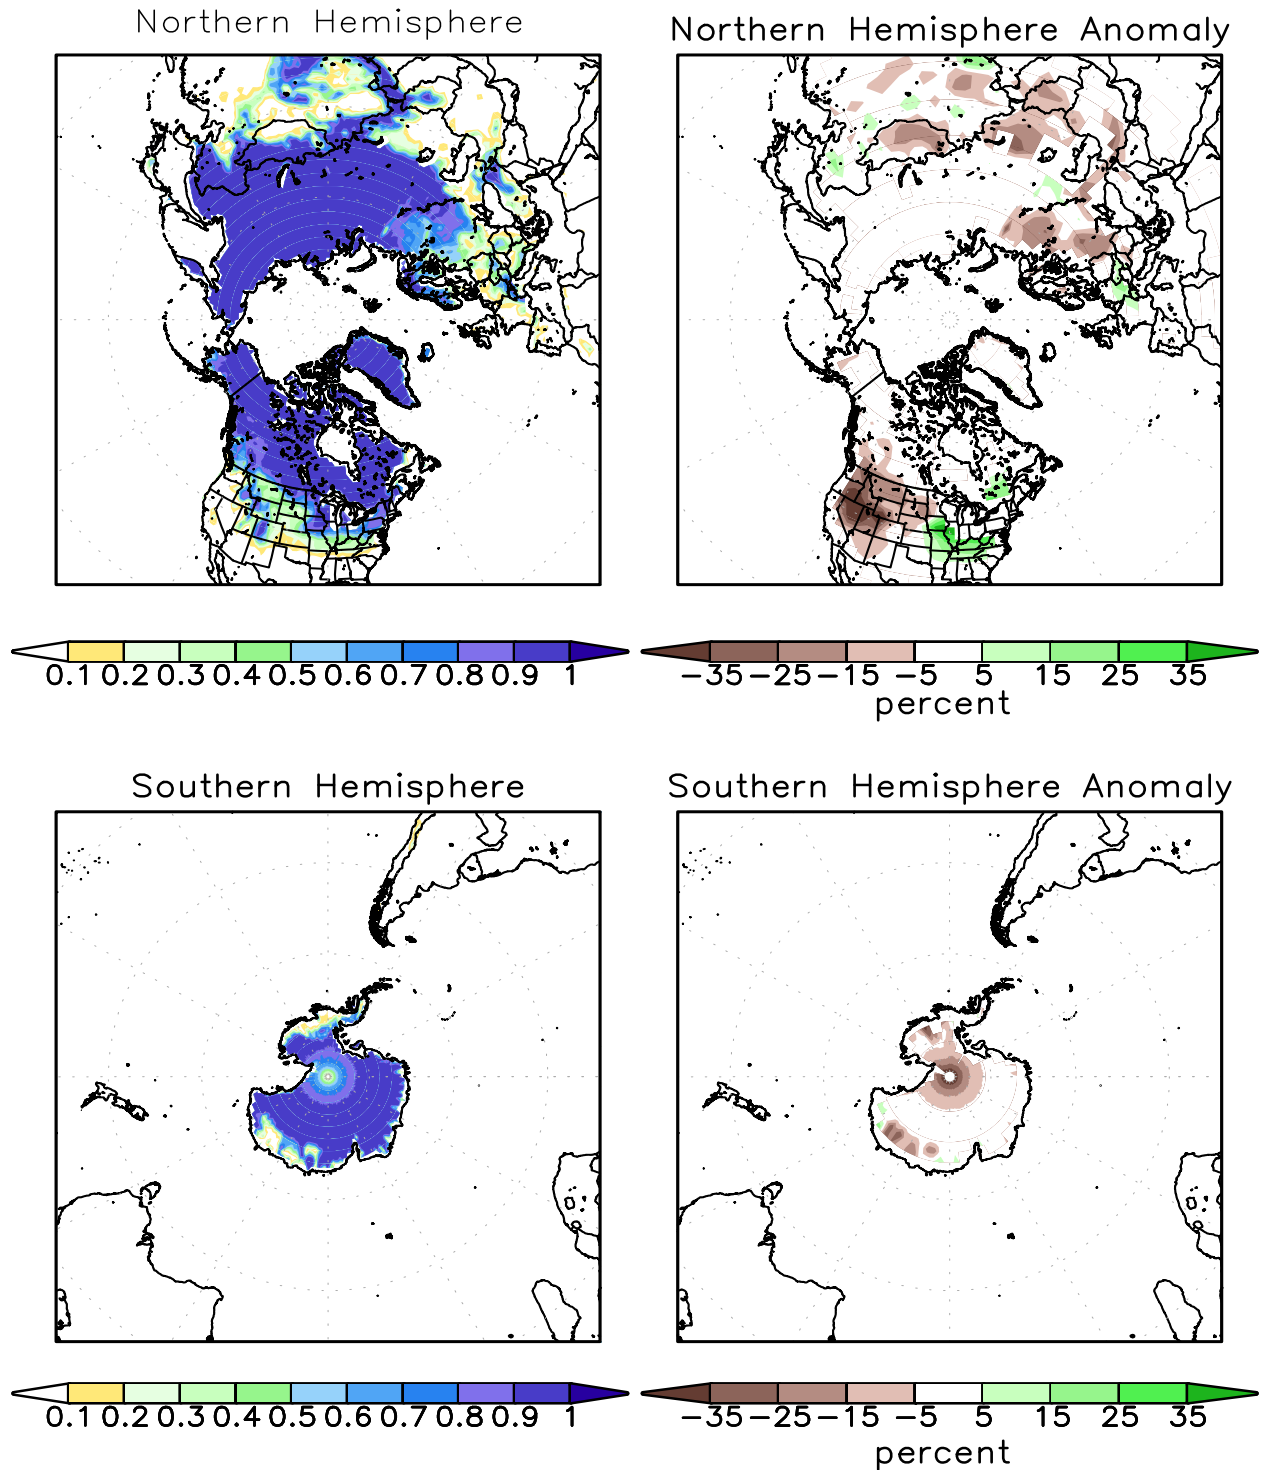 Northern Hemisphere
Northern Hemisphere Anomaly
0.1 0.2 0.3 0.4 0.5 0.6 0.7 0.8 0.9 1
-35 -25 -15 -5 5 15 25 35
percent
Southern Hemisphere
Southern Hemisphere Anomaly
0.1 0.2 0.3 0.4 0.5 0.6 0.7 0.8 0.9 1
-35 -25 -15 -5 5 15 25 35
percent